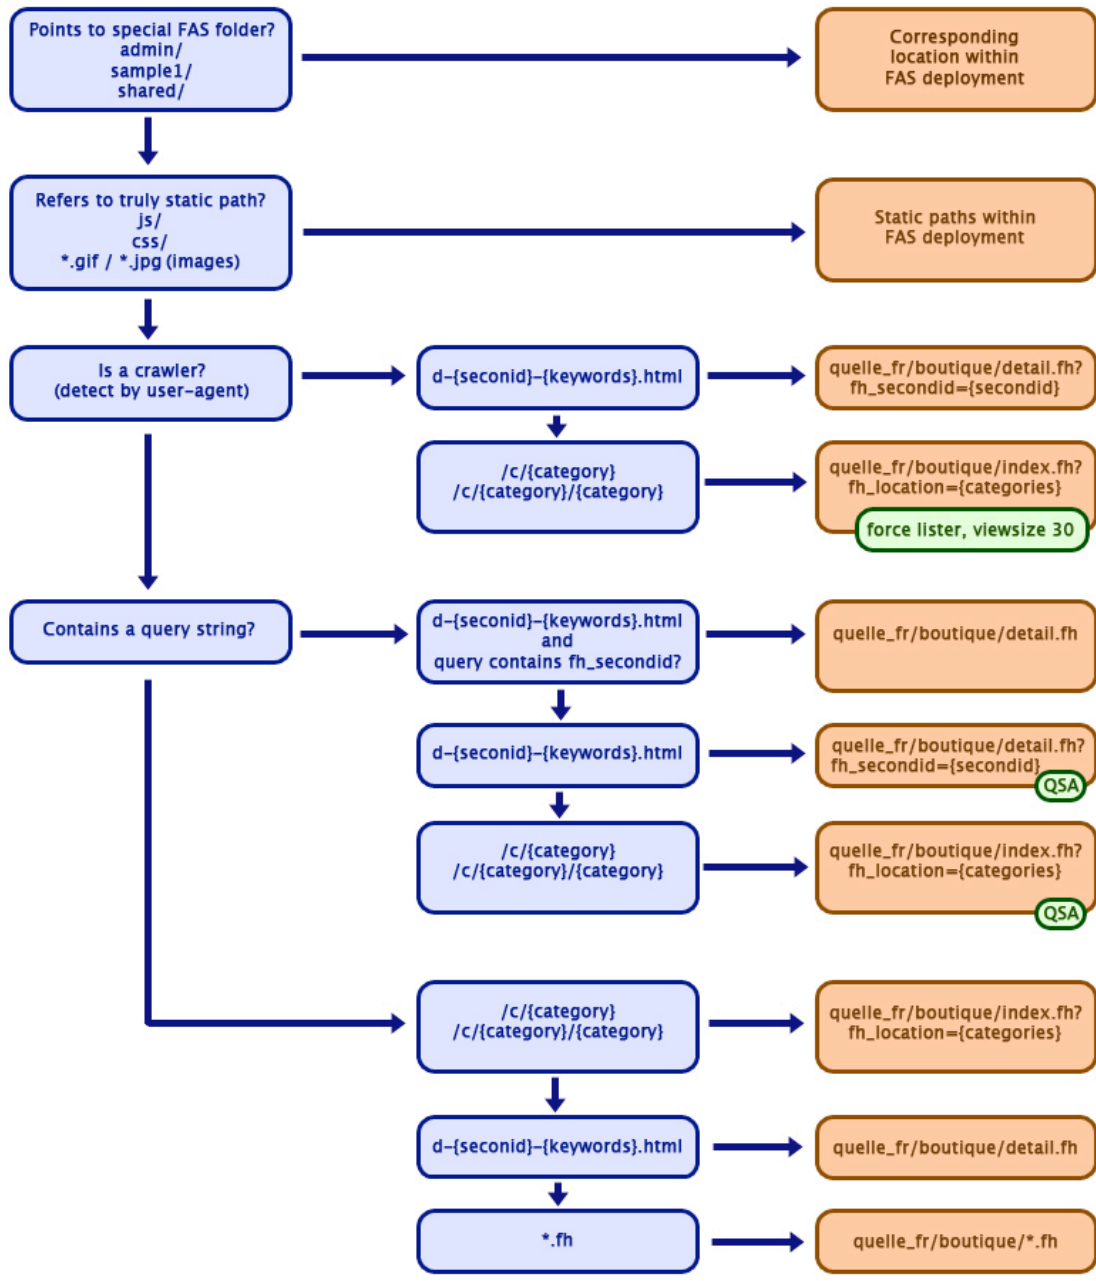 Points to special FAS folder?
admin/
sample1/
shared/
Corresponding
location within
FAS deployment
Refers to truly static path?
js/
css/
*.gif / *.jpg (images)
Static paths within
FAS deployment
Is a crawler?
(detect by user-agent)
d-{seconid}-{keywords}.html
quelle_fr/boutique/detail.fh?
fh_secondid={secondid}
/c/{category}
/c/{category}/{category}
quelle_fr/boutique/index.fh?
fh_location={categories}
force lister, viewsize 30
Contains a query string?
d-{seconid}-{keywords}.html
and
query contains fh_secondid?
quelle_fr/boutique/detail.fh
d-{seconid}-{keywords}.html
quelle_fr/boutique/detail.fh?
fh_secondid={secondid}
QSA
/c/{category}
/c/{category}/{category}
quelle_fr/boutique/index.fh?
fh_location={categories}
QSA
/c/{category}
/c/{category}/{category}
quelle_fr/boutique/index.fh?
fh_location={categories}
d-{seconid}-{keywords}.html
quelle_fr/boutique/detail.fh
*.fh
quelle_fr/boutique/*.fh